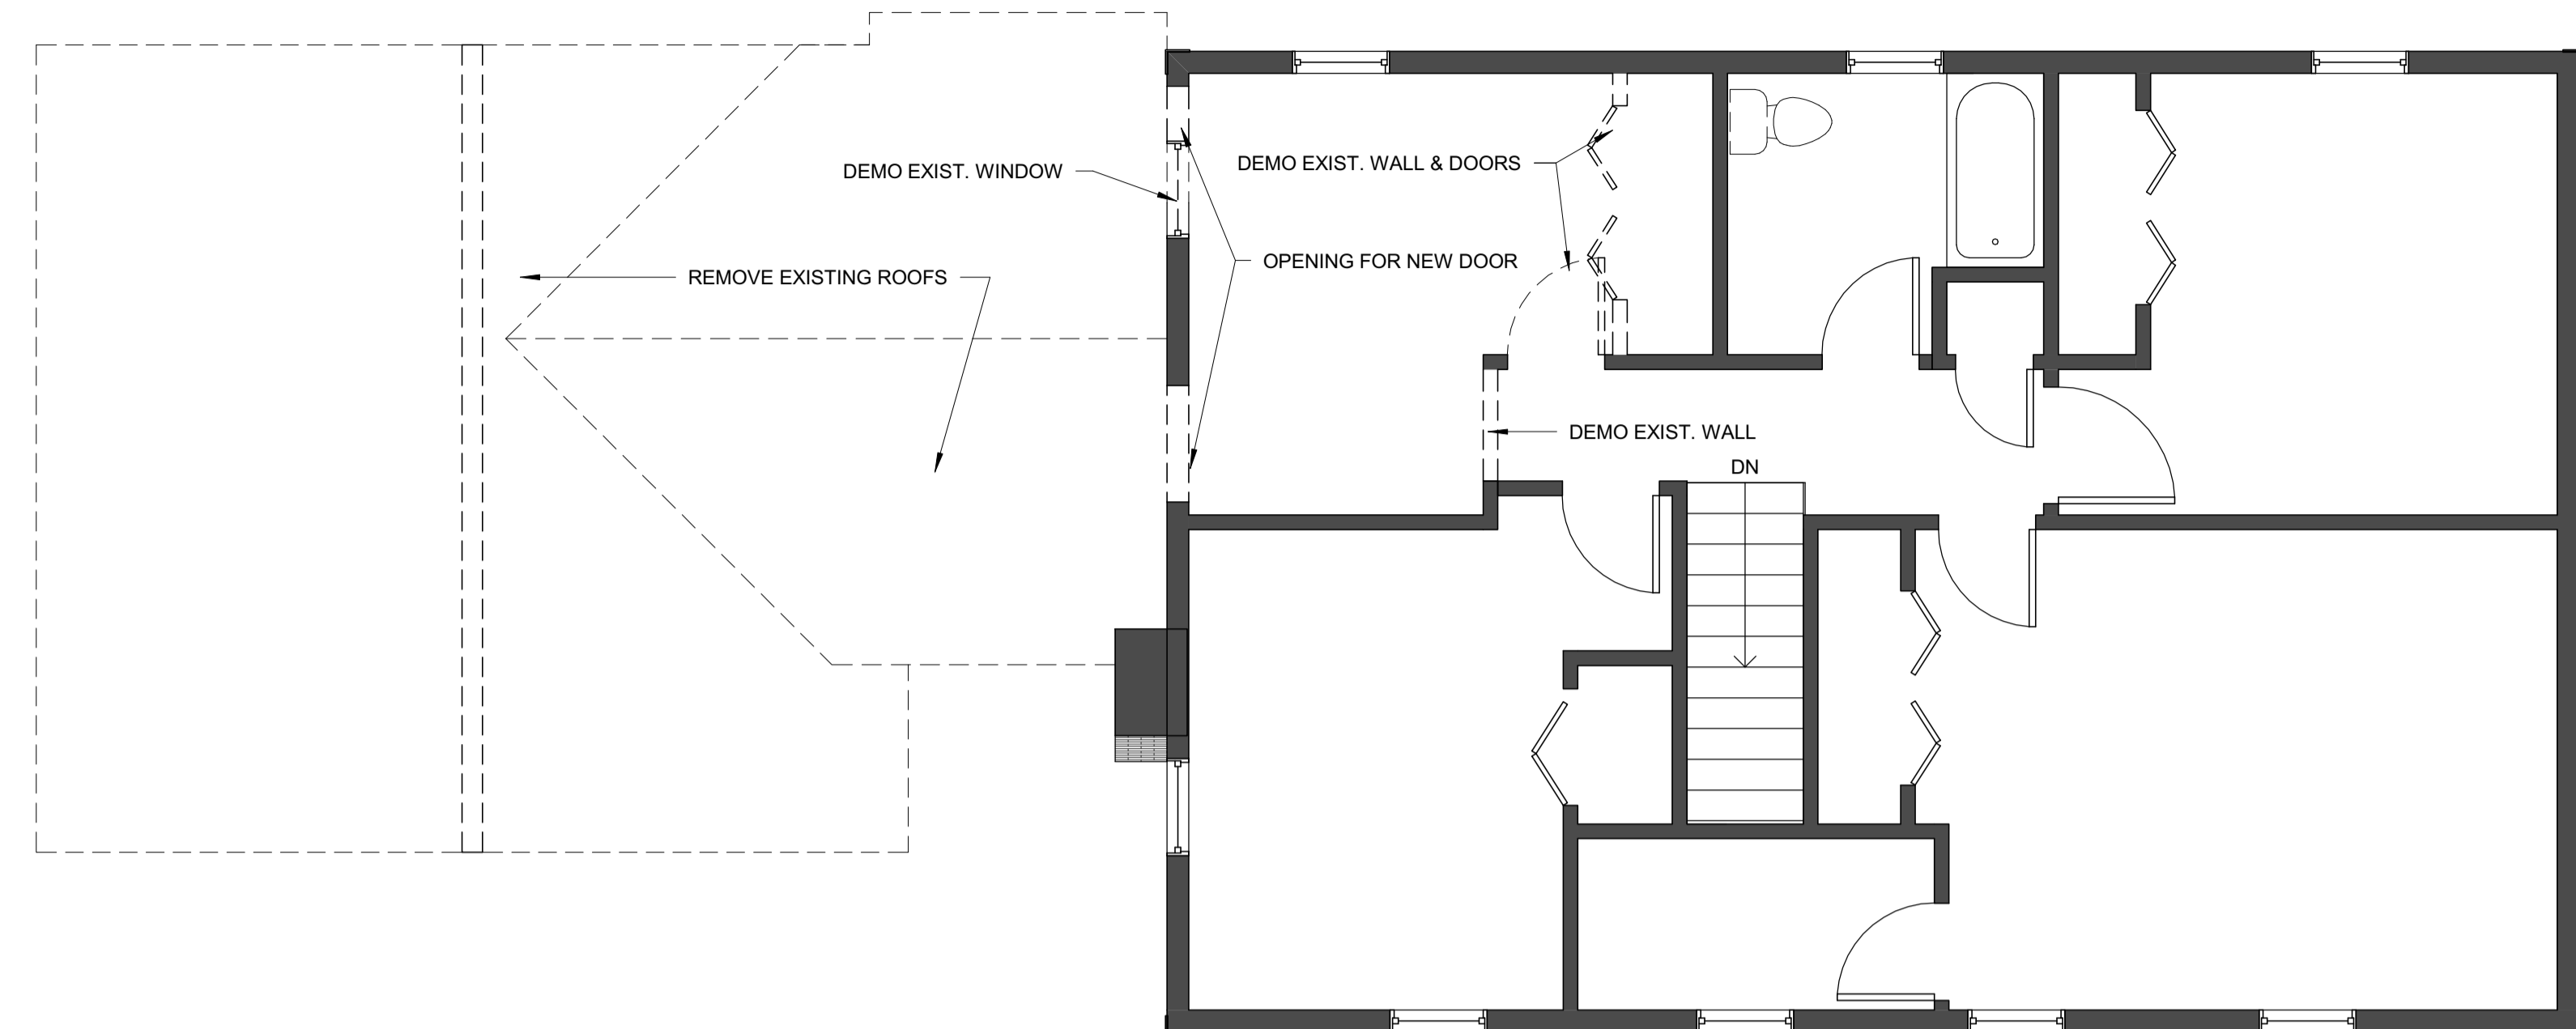 DEMO EXIST. WINDOW
DEMO EXIST. WALL & DOORS
OPENING FOR NEW DOOR
REMOVE EXISTING ROOFS
DEMO EXIST. WALL
DN